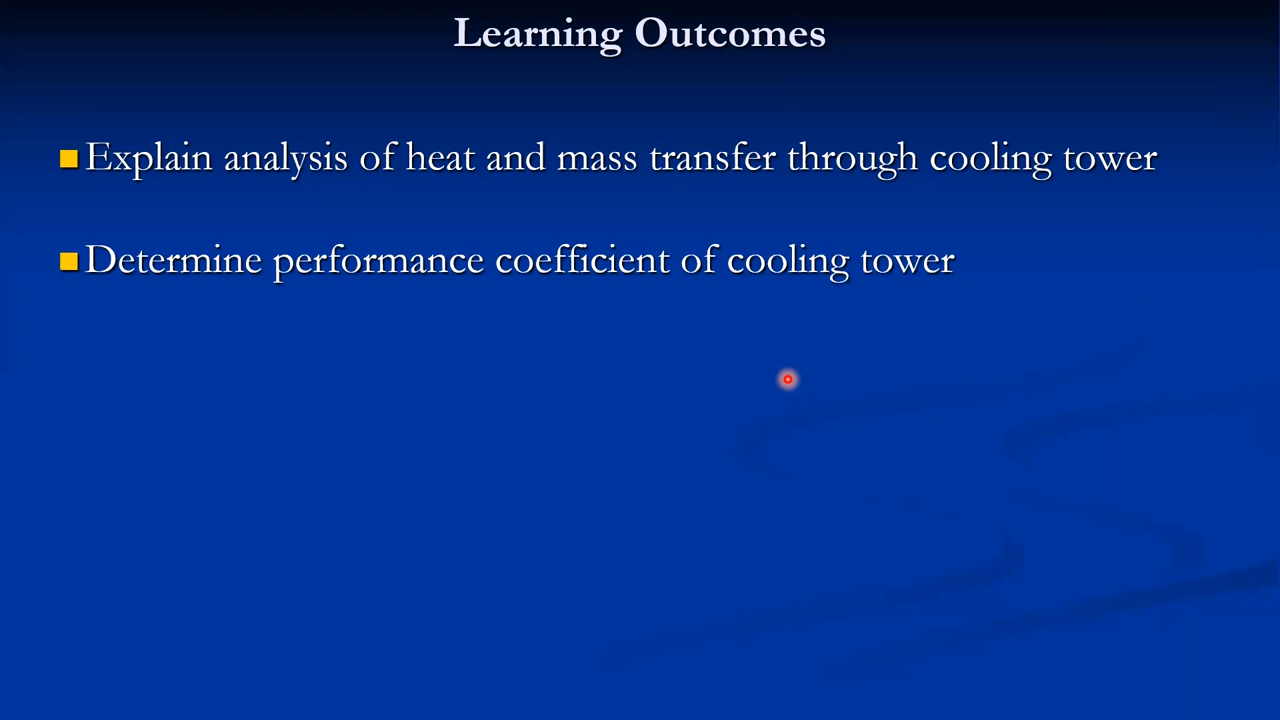 Learning Outcomes
Explain analysis of heat and mass transfer through cooling tower
Determine performance coefficient of cooling tower